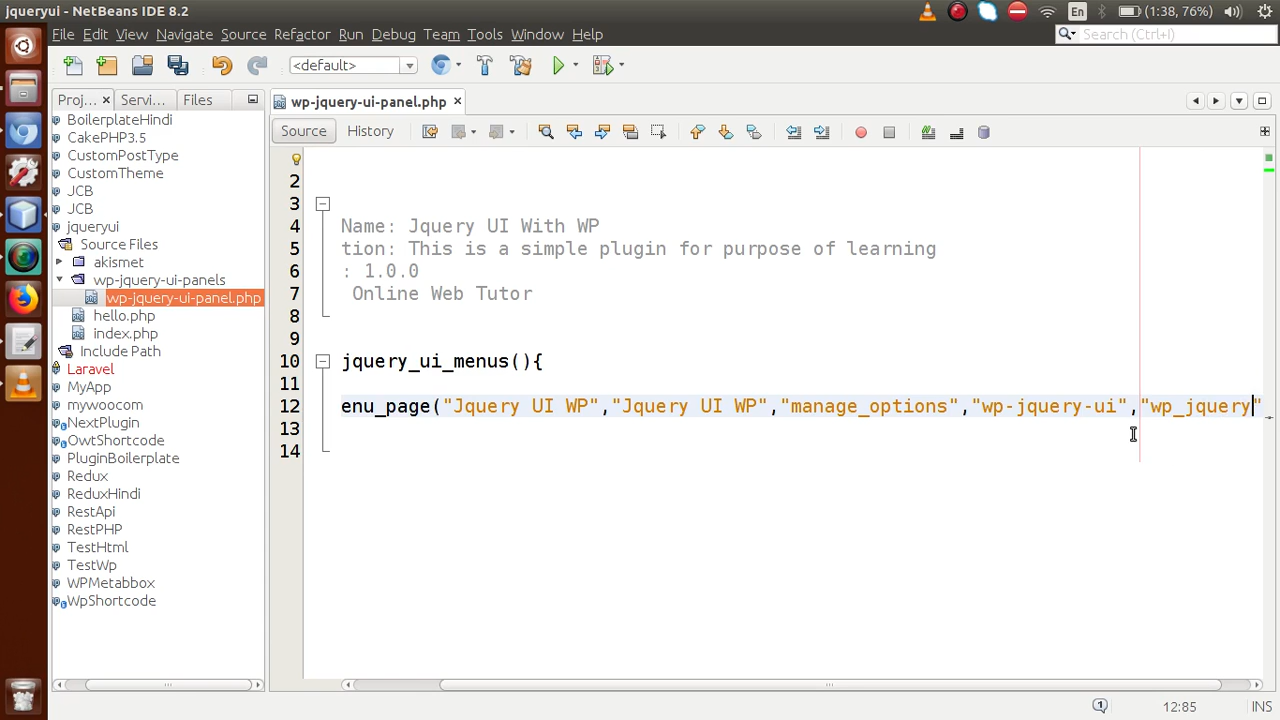 jqueryui - NetBeans IDE 8.2
En
(1:38, 76%)
File Edit View Navigate Source Refactor Run Debug Team Tools Window Help
Search (Ctrl+I)
<default>
Proj... Servi... Files
wp-jquery-ui-panel.php
Source History
BoilerplateHindi
CakePHP3.5
CustomPostType
CustomTheme
JCB
JCB
jqueryui
Source Files
akismet
wp-jquery-ui-panels
wp-jquery-ui-panel.php
hello.php
index.php
Include Path
Laravel
MyApp
mywoocom
NextPlugin
OwtShortcode
PluginBoilerplate
Redux
ReduxHindi
RestApi
RestPHP
TestHtml
TestWp
WPMetabbox
WpShortcode
2
3
4 Name: Jquery UI With WP
5 tion: This is a simple plugin for purpose of learning
6 : 1.0.0
7 Online Web Tutor
8
9
10 jquery_ui_menus(){
11
12 enu_page("Jquery UI WP","Jquery UI WP","manage_options","wp-jquery-ui","wp_jquery"
13
14
12:85 INS